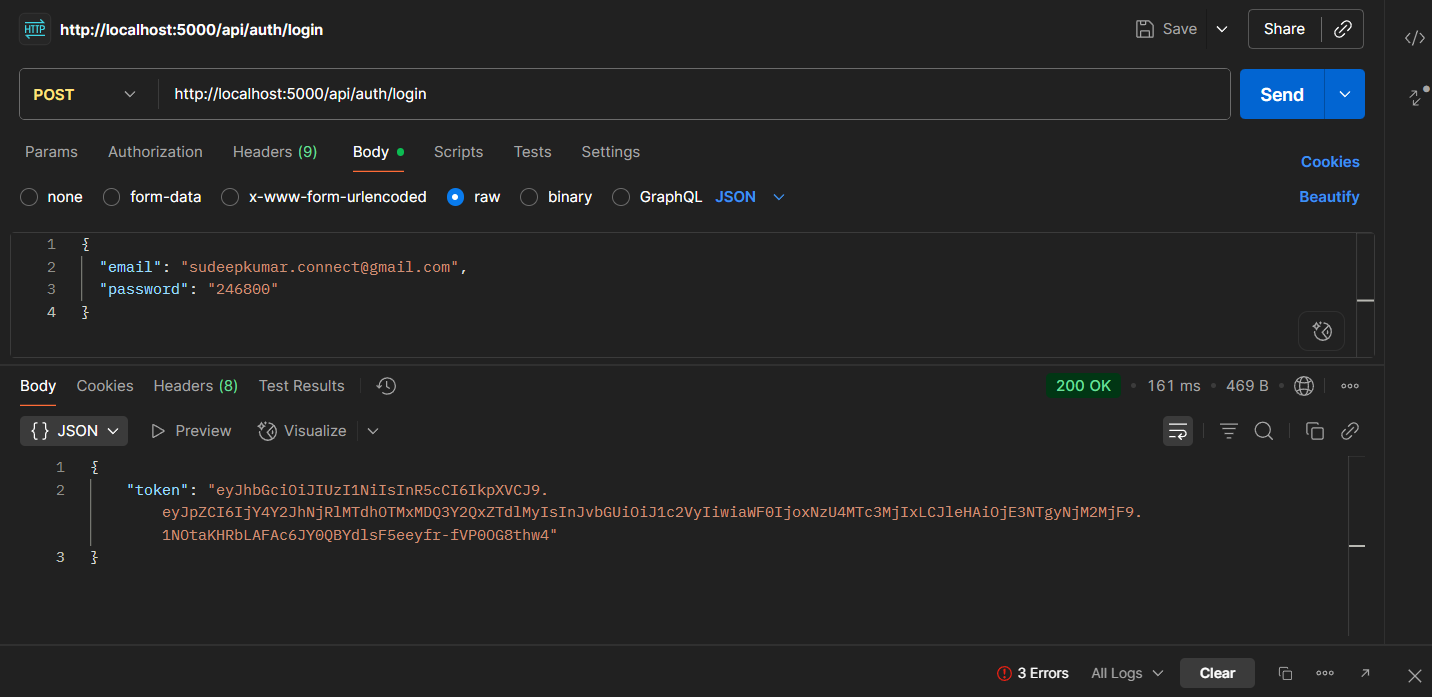 HTTP http://localhost:5000/api/auth/login Save Share
POST http://localhost:5000/api/auth/login Send
Params Authorization Headers (9) Body Scripts Tests Settings Cookies
none form-data x-www-form-urlencoded raw binary GraphQL JSON Beautify
1 {
2 "email": "sudeepkumar.connect@gmail.com",
3 "password": "246800"
4 }
Body Cookies Headers (8) Test Results 200 OK • 161 ms • 469 B •
{} JSON Preview Visualize
1 {
2 "token": "eyJhbGciOiJIUzI1NiIsInR5cCI6IkpXVCJ9.
eyJpZCI6IjY4Y2JhNjRlMTdhOTMxMDQ3Y2QxZTdlMyIsInJvbGUiOiJ1c2VyIiwiaWF0IjoxNzU4MTc3MjIxLCJleHAiOjE3NTgyNjM2MjF9.
1NOtaKHRbLAFAc6JY0QBYdlsF5eeyfr-fVP0OG8thw4"
3 }
3 Errors All Logs Clear